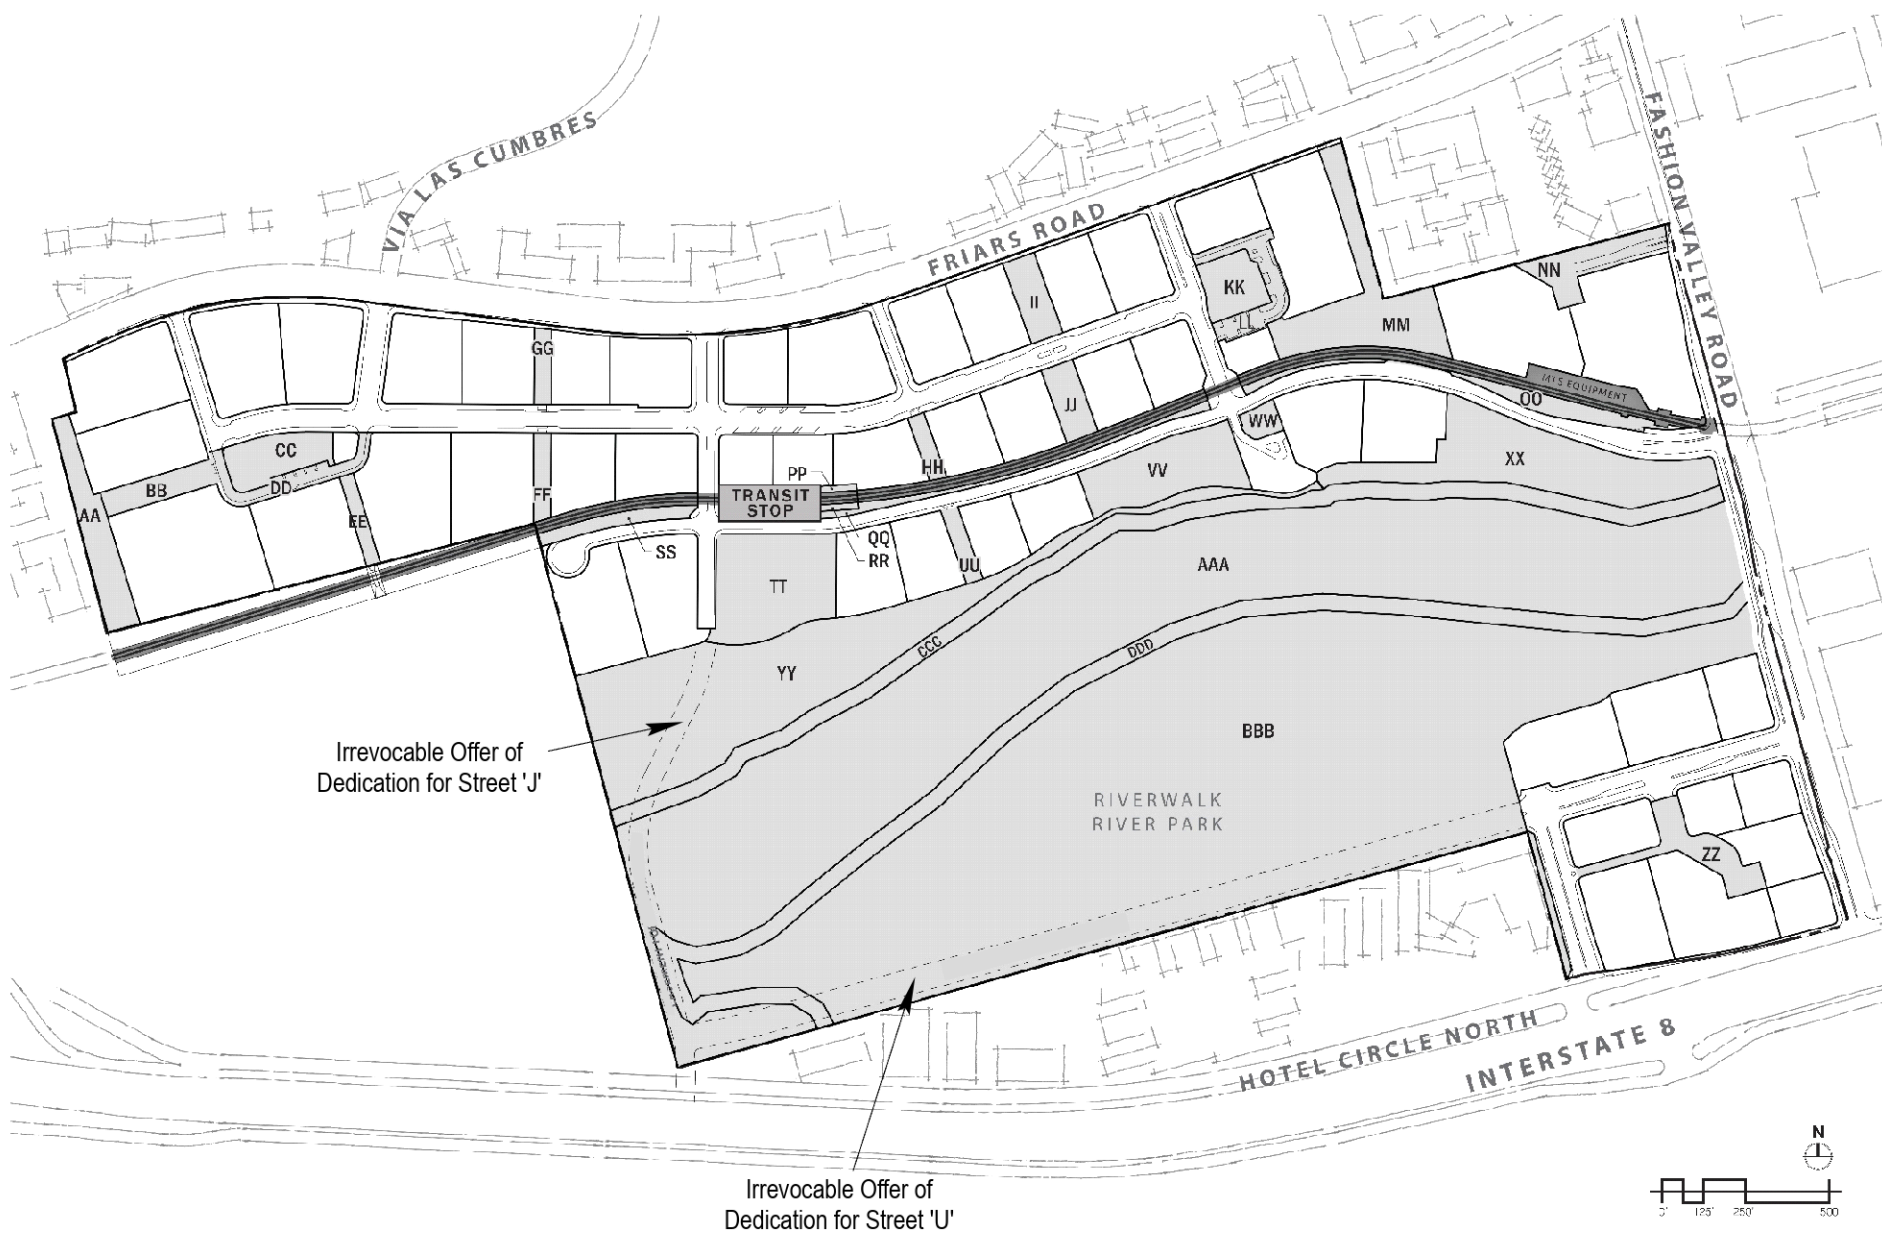 VIA LAS CUMBRES
FRIARS ROAD
FASHION VALLEY ROAD
NN
KK
II
MM
GG
MTS EQUIPMENT
OO
JJ
WW
CC
HH
VV
XX
PP
BB
DD
FF
TRANSIT
STOP
AA
EE
QQ
RR
SS
UU
AAA
TT
CCC
DDD
YY
BBB
Irrevocable Offer of
Dedication for Street 'J'
RIVERWALK
RIVER PARK
ZZ
HOTEL CIRCLE NORTH
INTERSTATE 8
Irrevocable Offer of
Dedication for Street 'U'
N
125' 250' 500